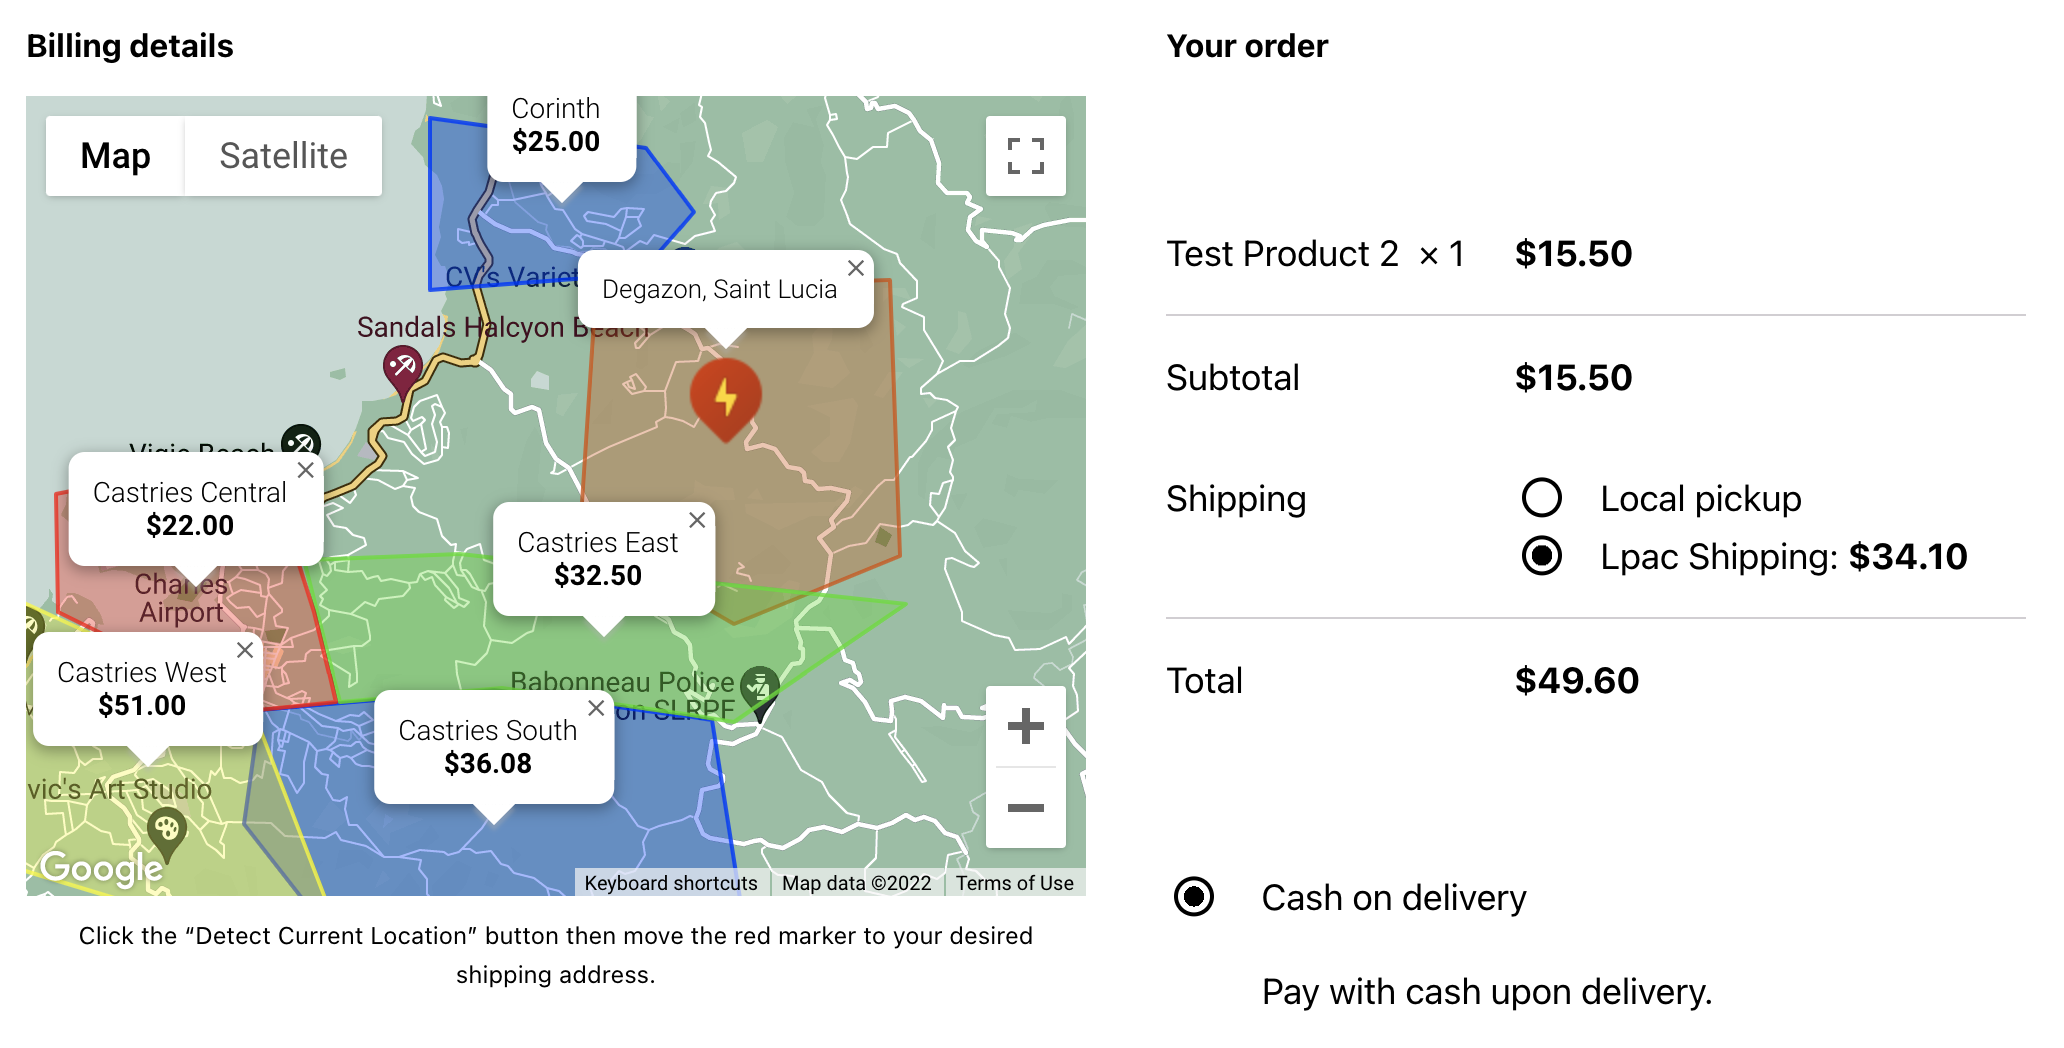 Billing details
Corinth
$25.00
Map
Satellite
CV's Variet
Degazon, Saint Lucia
Sandals Halcyon Beach
Vigie Beach
Castries Central
$22.00
Castries East
$32.50
Charles
Airport
Castries West
$51.00
Babonneau Police
on SLRPF
Castries South
$36.08
vic's Art Studio
Google
Keyboard shortcuts
Map data ©2022
Terms of Use
Click the “Detect Current Location” button then move the red marker to your desired
shipping address.
Your order
Test Product 2 × 1 $15.50
Subtotal $15.50
Shipping
Local pickup
Lpac Shipping: $34.10
Total $49.60
Cash on delivery
Pay with cash upon delivery.